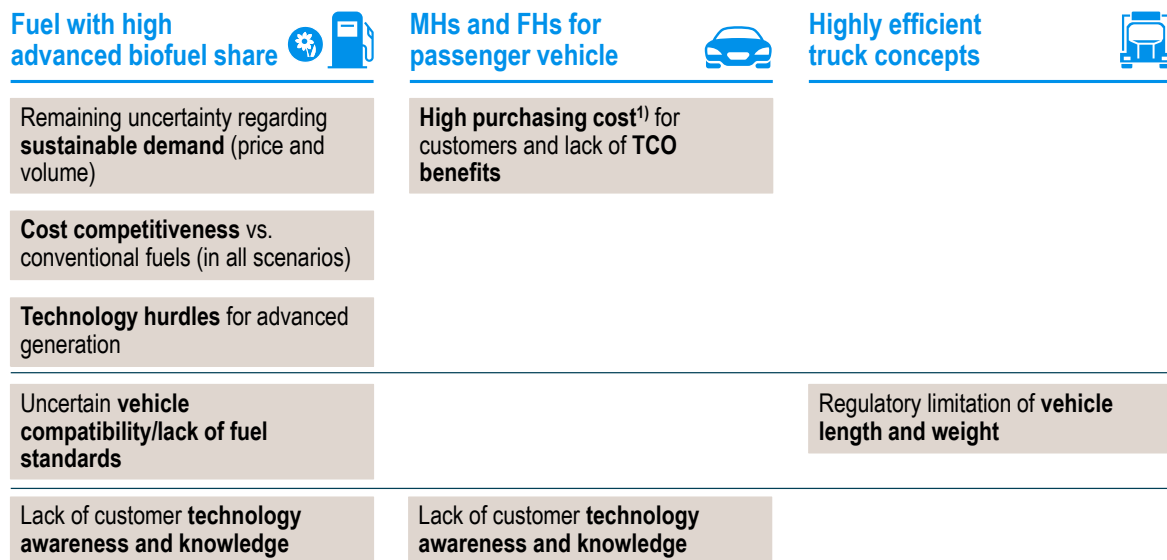 Fuel with high
advanced biofuel share
MHs and FHs for
passenger vehicle
Highly efficient
truck concepts
Remaining uncertainty regarding
sustainable demand (price and
volume)
High purchasing cost1) for
customers and lack of TCO
benefits
Cost competitiveness vs.
conventional fuels (in all scenarios)
Technology hurdles for advanced
generation
Uncertain vehicle
compatibility/lack of fuel
standards
Regulatory limitation of vehicle
length and weight
Lack of customer technology
awareness and knowledge
Lack of customer technology
awareness and knowledge